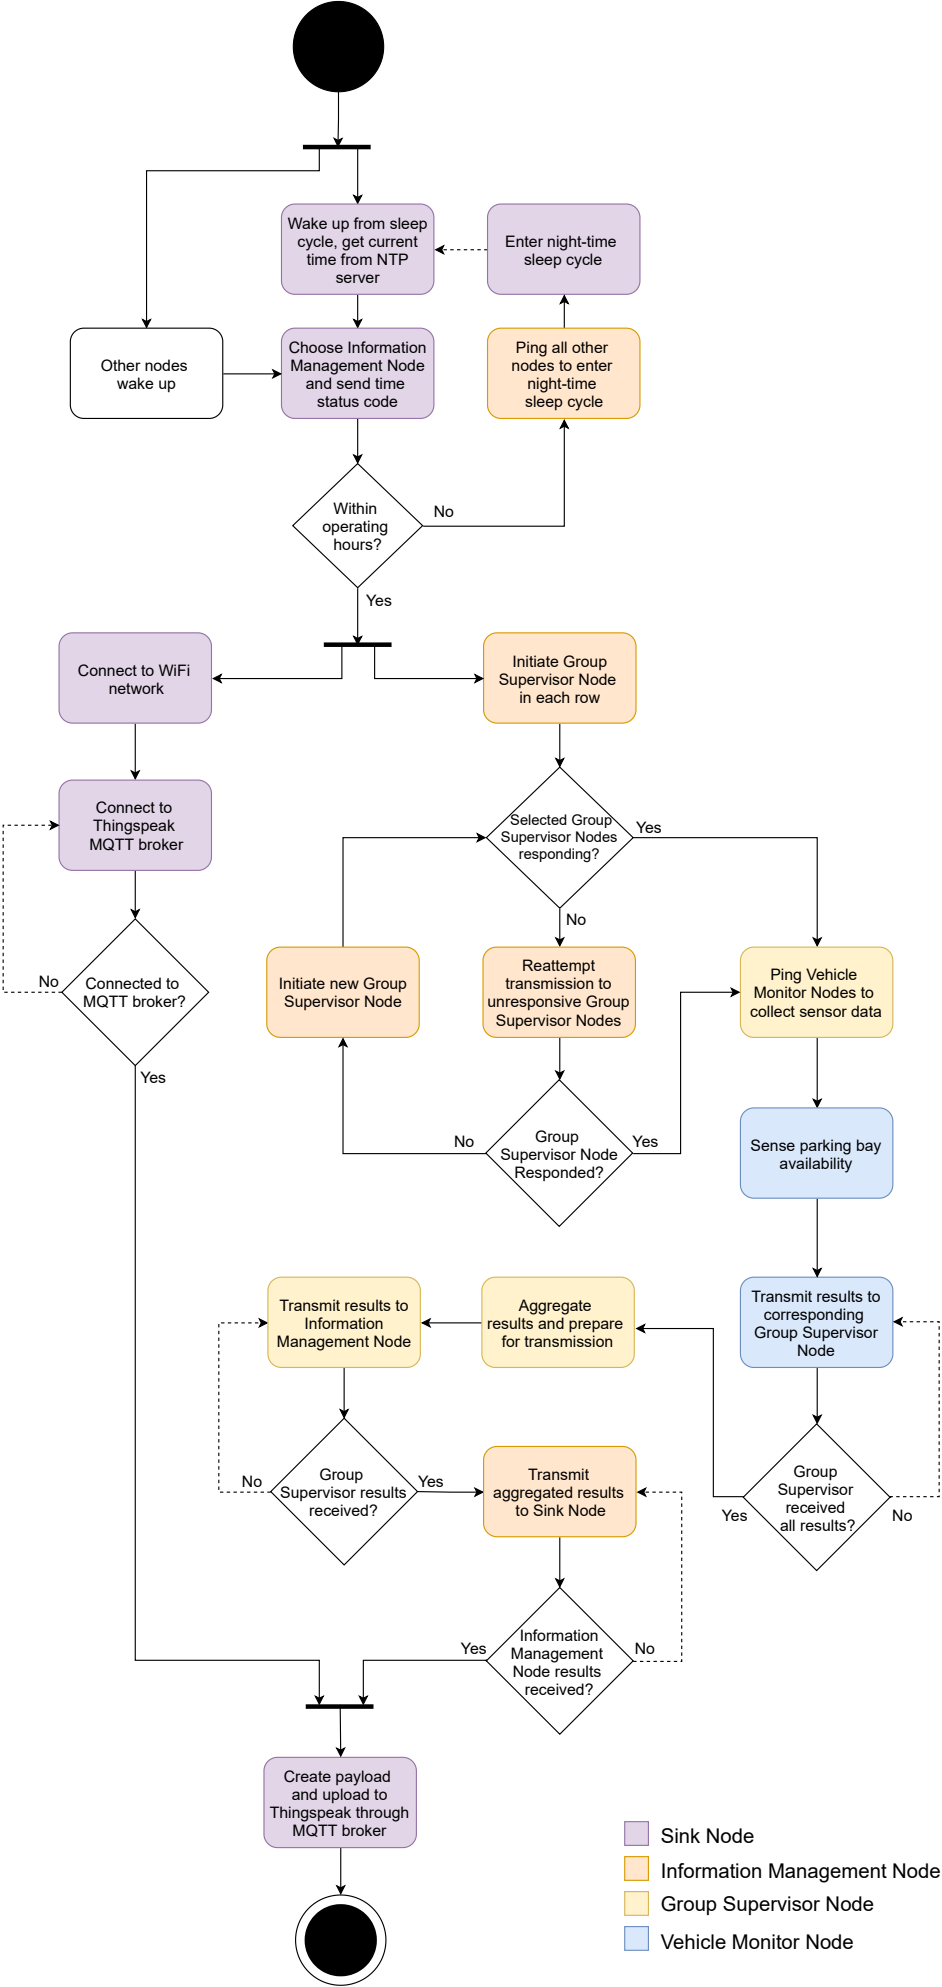 Wake up from sleep
cycle, get current
time from NTP
server
Enter night-time
sleep cycle
Other nodes
wake up
Choose Information
Management Node
and send time
status code
Ping all other
nodes to enter
night-time
sleep cycle
Within
operating
hours?
No
Yes
Connect to WiFi
network
Initiate Group
Supervisor Node
in each row
Connect to
Thingspeak
MQTT broker
Selected Group
Supervisor Nodes
responding?
Yes
No
Connected to
MQTT broker?
No
Yes
Initiate new Group
Supervisor Node
Reattempt
transmission to
unresponsive Group
Supervisor Nodes
Ping Vehicle
Monitor Nodes to
collect sensor data
Group
Supervisor Node
Responded?
No
Yes
Sense parking bay
availability
Transmit results to
Information
Management Node
Aggregate
results and prepare
for transmission
Transmit results to
corresponding
Group Supervisor
Node
Group
Supervisor results
received?
No
Yes
Transmit
aggregated results
to Sink Node
Group
Supervisor
received
all results?
Yes
No
Information
Management
Node results
received?
Yes
No
Create payload
and upload to
Thingspeak through
MQTT broker
Sink Node
Information Management Node
Group Supervisor Node
Vehicle Monitor Node